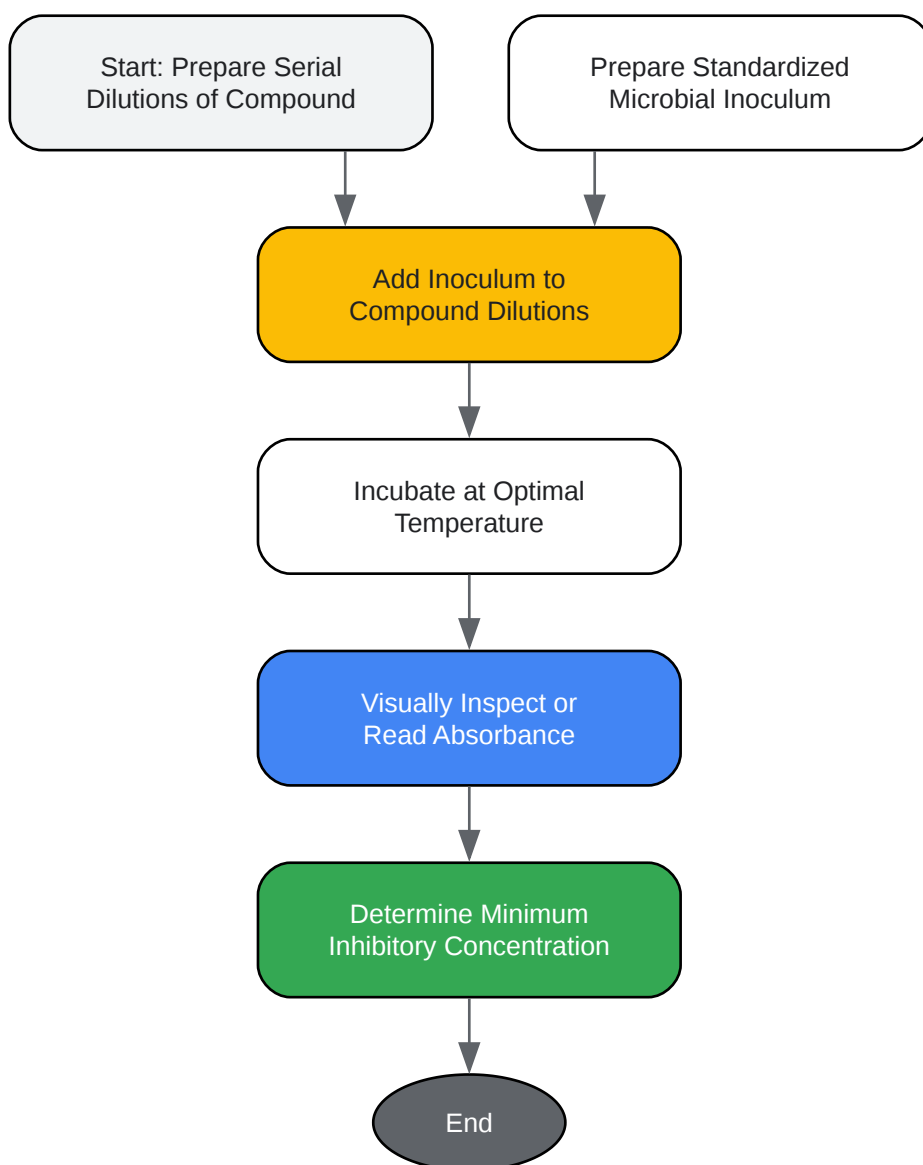 Start: Prepare Serial
Dilutions of Compound
Prepare Standardized
Microbial Inoculum
Add Inoculum to
Compound Dilutions
Incubate at Optimal
Temperature
Visually Inspect or
Read Absorbance
Determine Minimum
Inhibitory Concentration
End